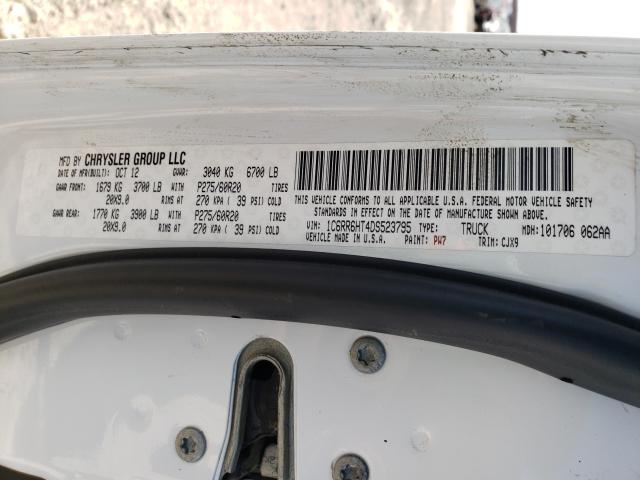 MFD BY CHRYSLER GROUP LLC
DATE OF MFR(BUILT): OCT 12 GVWR: 3040 KG 6700 LB
GAWR FRONT: 1679 KG 3700 LB WITH P275/60R20 TIRES
20X9.0 RIMS AT 270 KPA ( 39 PSI) COLD
GAWR REAR: 1770 KG 3900 LB WITH P275/60R20 TIRES
20X9.0 RIMS AT 270 KPA ( 39 PSI) COLD
THIS VEHICLE CONFORMS TO ALL APPLICABLE U.S.A. FEDERAL MOTOR VEHICLE SAFETY
STANDARDS IN EFFECT ON THE DATE OF MANUFACTURE SHOWN ABOVE.
VIN: 1C6RR6HT4DS523795 TYPE: TRUCK MDH:101706 062AA
VEHICLE MADE IN U.S.A. PAINT: PW7 TRIM: CJX9